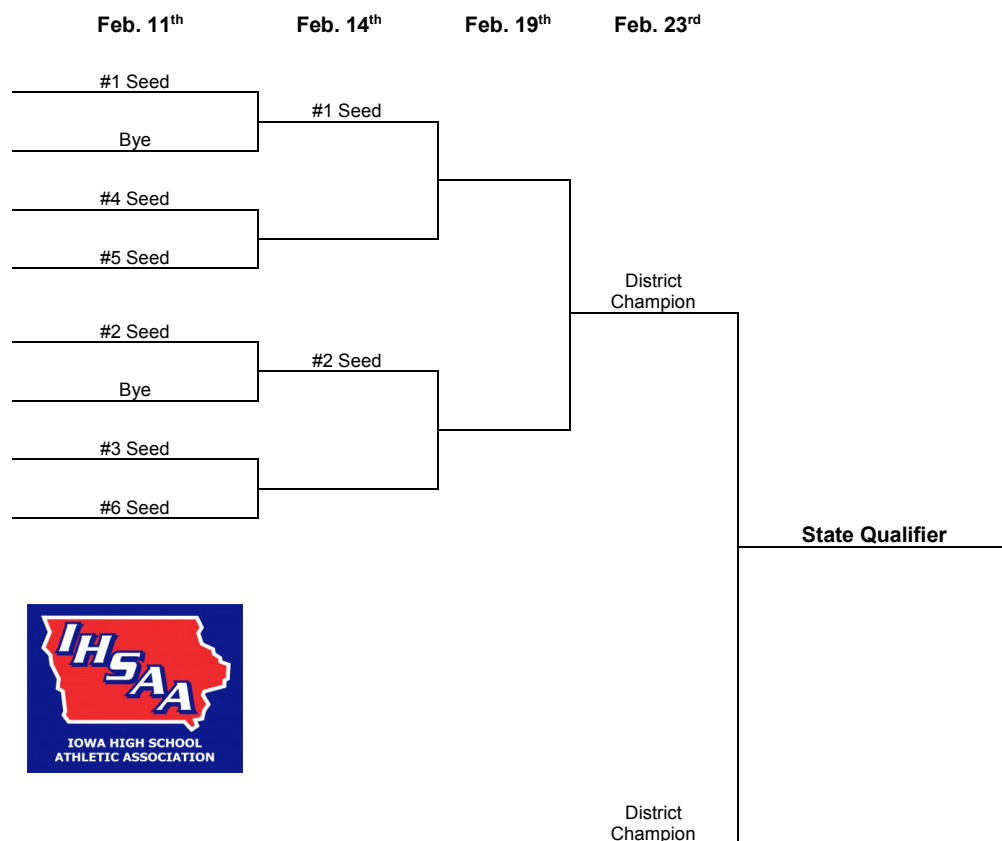 Feb. 11th Feb. 14th Feb. 19th Feb. 23rd
#1 Seed
#1 Seed
Bye
#4 Seed
#5 Seed
District
Champion
#2 Seed
#2 Seed
Bye
#3 Seed
#6 Seed
State Qualifier
IHSAA
IOWA HIGH SCHOOL
ATHLETIC ASSOCIATION
District
Champion